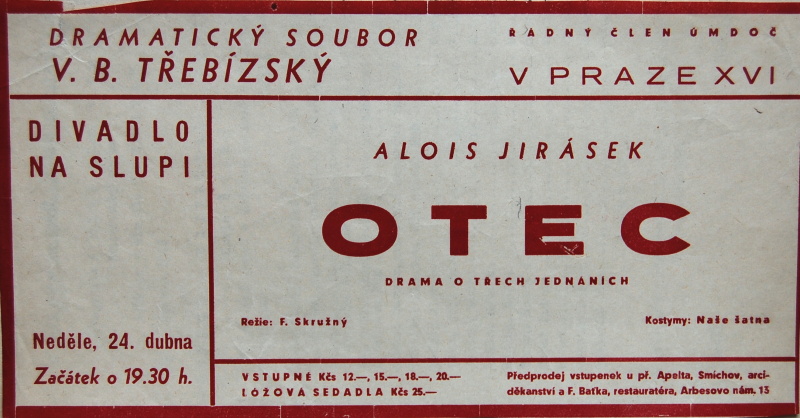 DRAMATICKÝ SOUBOR
V. B. TŘEBÍZSKÝ
ŘÁDNÝ ČLEN ÚMDOČ
V PRAZE XVI
DIVADLO
NA SLUPI
Neděle, 24. dubna
Začátek o 19.30 h.
ALOIS JIRÁSEK
OTEC
DRAMA O TŘECH JEDNÁNÍCH
Režie: F. Skružný
Kostymy: Naše šatna
VSTUPNÉ Kčs 12.—, 15.—, 18.—, 20.—
LÓŽOVÁ SEDADLA Kčs 25.—
Předprodej vstupenek u př. Apelta, Smíchov, arci-
děkanství a F. Baťka, restauratéra, Arbesovo nám. 13